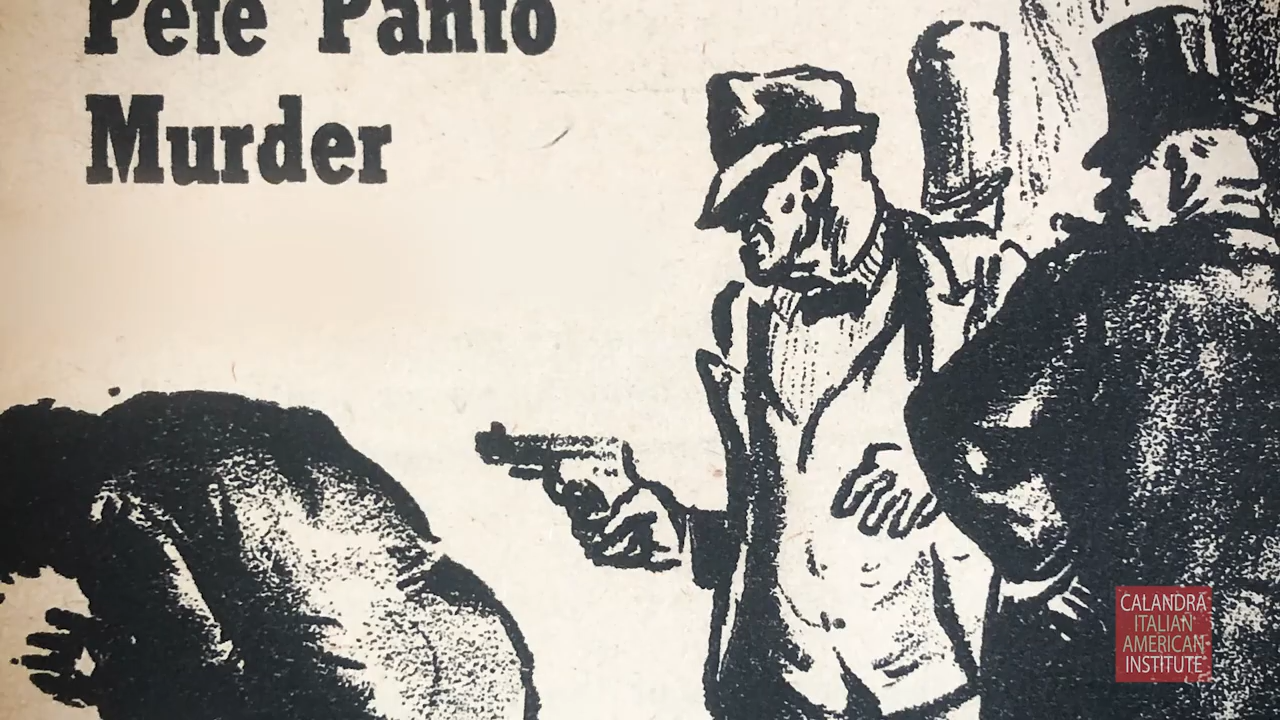 Pete Panto
Murder
CALANDRA
ITALIAN
AMERICAN
INSTITUTE